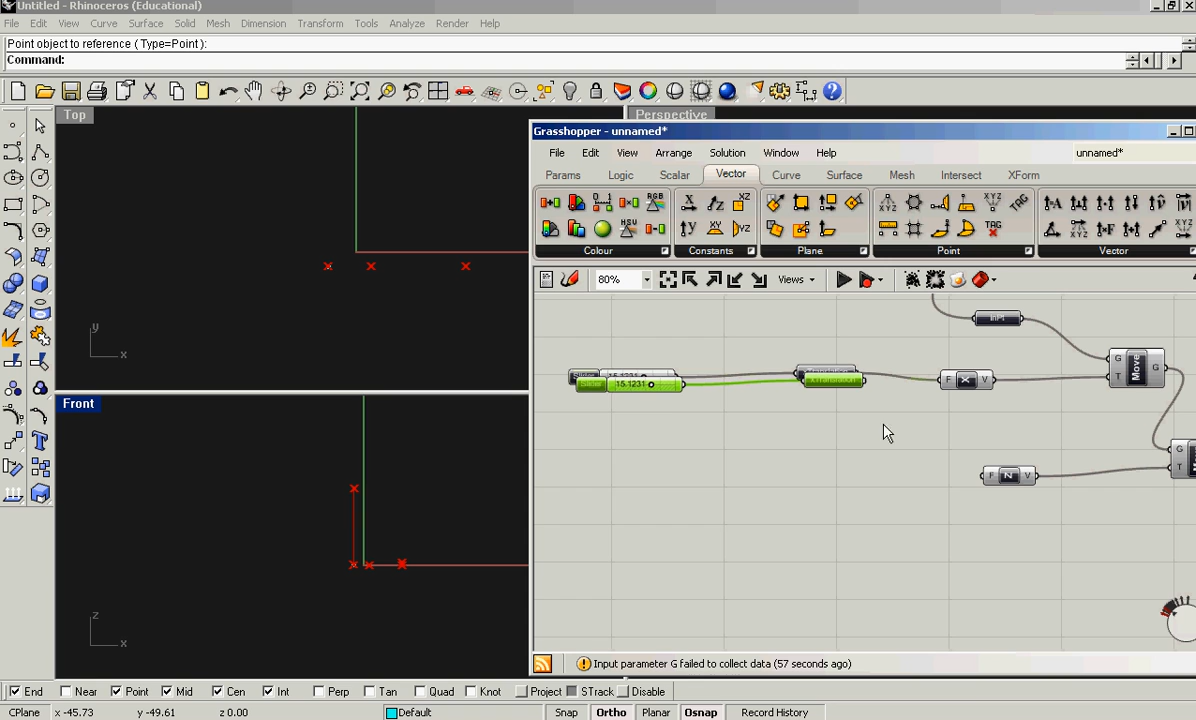 Untitled - Rhinoceros (Educational)
File Edit View Curve Surface Solid Mesh Dimension Transform Tools Analyze Render Help
Point object to reference ( Type=Point ):
Command:
Top
Perspective
Grasshopper - unnamed*
File Edit View Arrange Solution Window Help unnamed*
Params Logic Scalar Vector Curve Surface Mesh Intersect XForm
Colour Constants Plane Point Vector
80% Views
InPt
G Move G
T
Slider 15.1231
F X V
F Z V
G
T
y
x
Front
z
x
Input parameter G failed to collect data (57 seconds ago)
End Near Point Mid Cen Int Perp Tan Quad Knot Project STrack Disable
CPlane x -45.73 y -49.61 z 0.00 Default Snap Ortho Planar Osnap Record History